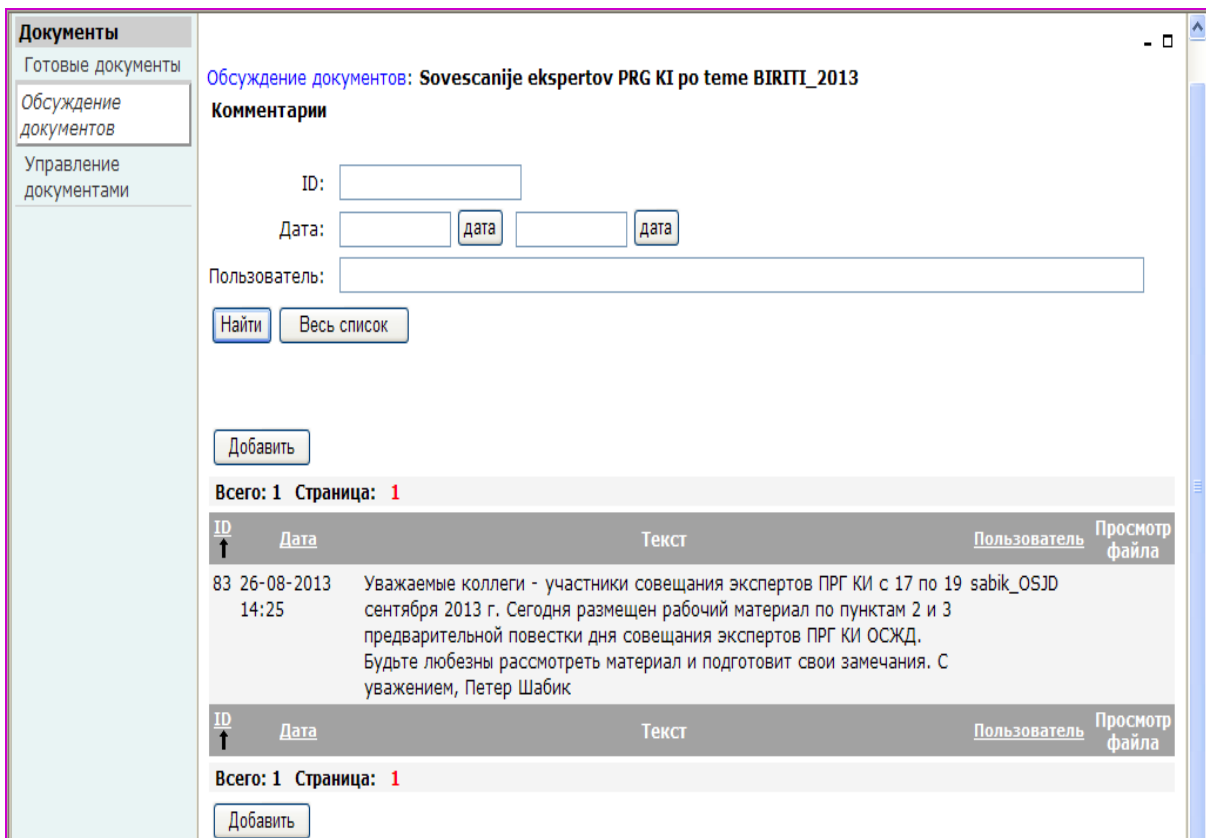 Документы
Готовые документы
Обсуждение
документов
Управление
документами
Обсуждение документов: Sovescanije ekspertov PRG KI po teme BIRITI_2013
Комментарии
ID:
Дата: дата дата
Пользователь:
Найти Весь список
Добавить
Всего: 1 Страница: 1
ID Дата Текст Пользователь Просмотр
файла
83 26-08-2013 Уважаемые коллеги - участники совещания экспертов ПРГ КИ с 17 по 19 sabik_OSJD
14:25 сентября 2013 г. Сегодня размещен рабочий материал по пунктам 2 и 3
предварительной повестки дня совещания экспертов ПРГ КИ ОСЖД.
Будьте любезны рассмотреть материал и подготовит свои замечания. С
уважением, Петер Шабик
ID Дата Текст Пользователь Просмотр
файла
Всего: 1 Страница: 1
Добавить